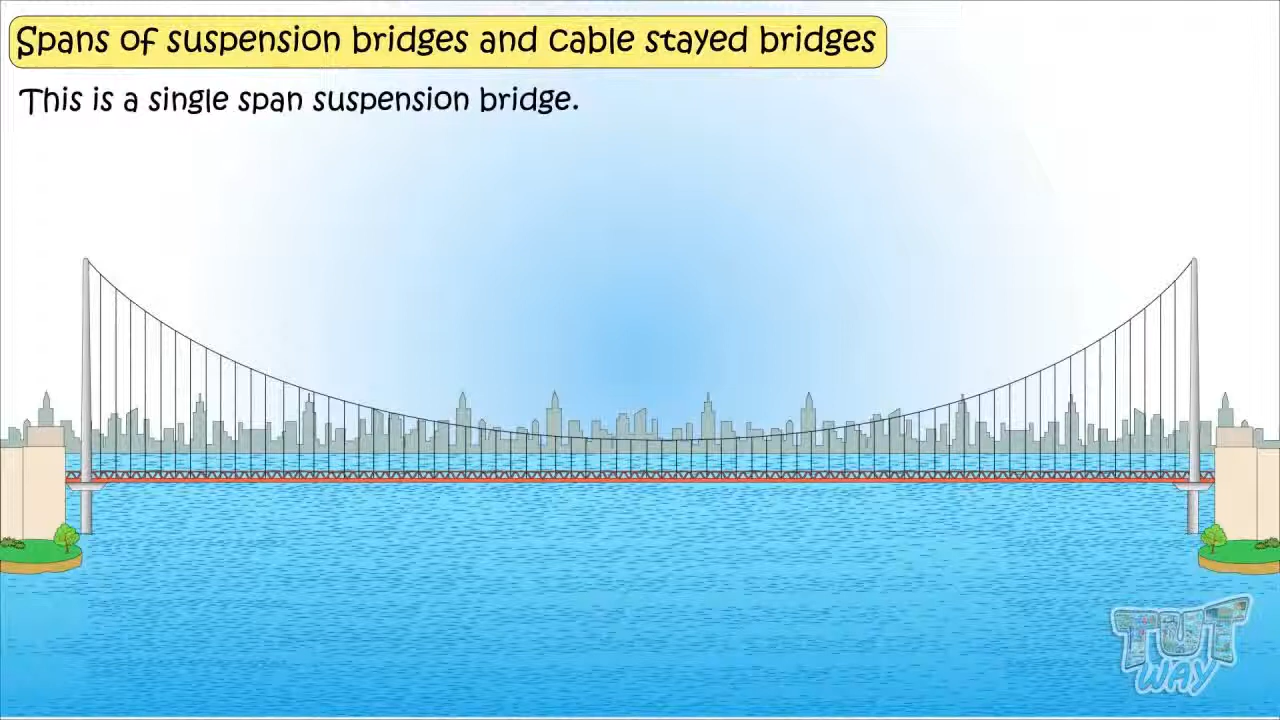 Spans of suspension bridges and cable stayed bridges
This is a single span suspension bridge.
TUT
WAY